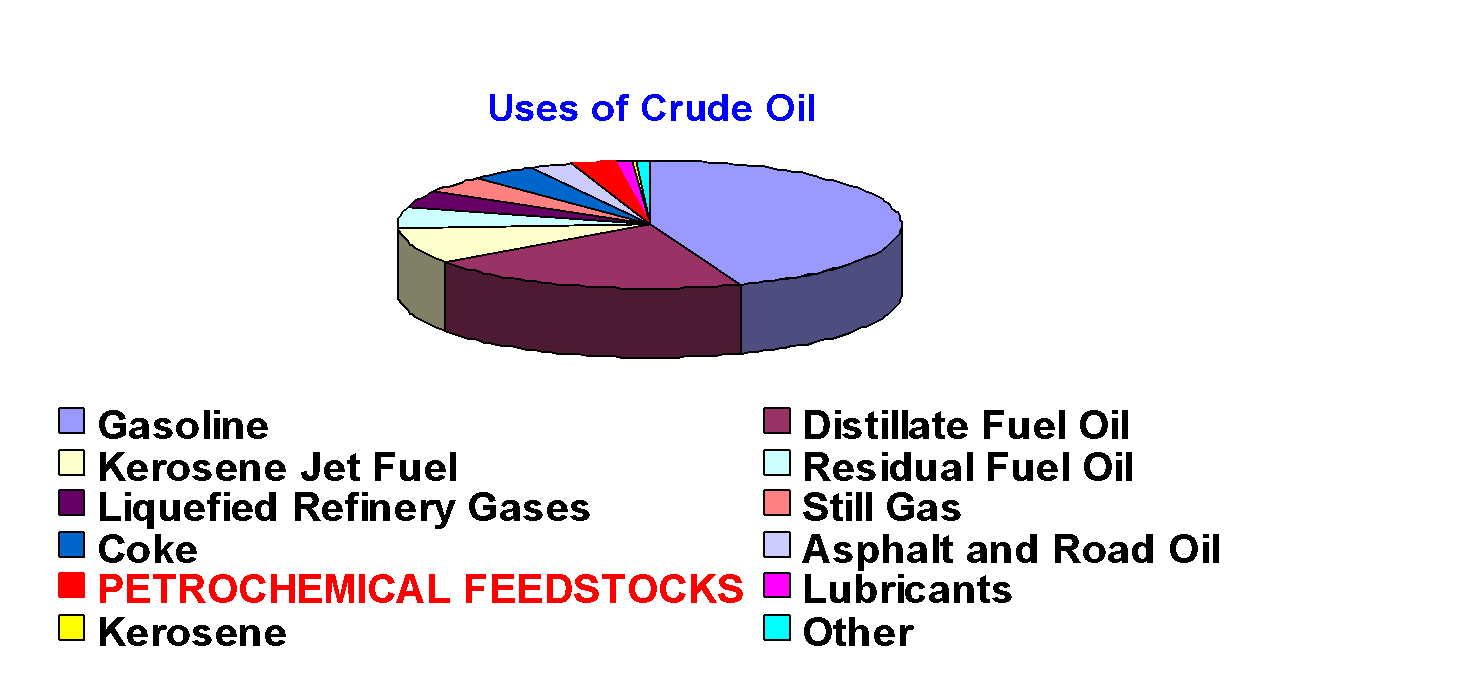 Uses of Crude Oil
Gasoline
Distillate Fuel Oil
Kerosene Jet Fuel
Residual Fuel Oil
Liquefied Refinery Gases
Still Gas
Coke
Asphalt and Road Oil
PETROCHEMICAL FEEDSTOCKS
Lubricants
Kerosene
Other